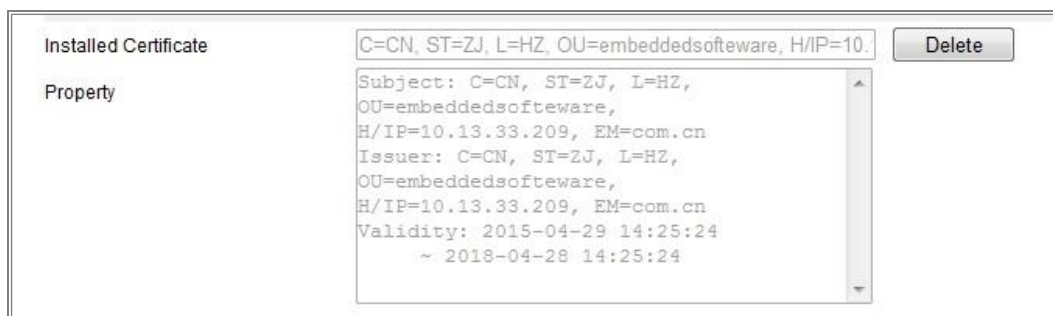 Installed Certificate
C=CN, ST=ZJ, L=HZ, OU=embeddedsofteware, H/IP=10.
Delete
Property
Subject: C=CN, ST=ZJ, L=HZ,
OU=embeddedsofteware,
H/IP=10.13.33.209, EM=com.cn
Issuer: C=CN, ST=ZJ, L=HZ,
OU=embeddedsofteware,
H/IP=10.13.33.209, EM=com.cn
Validity: 2015-04-29 14:25:24
~ 2018-04-28 14:25:24